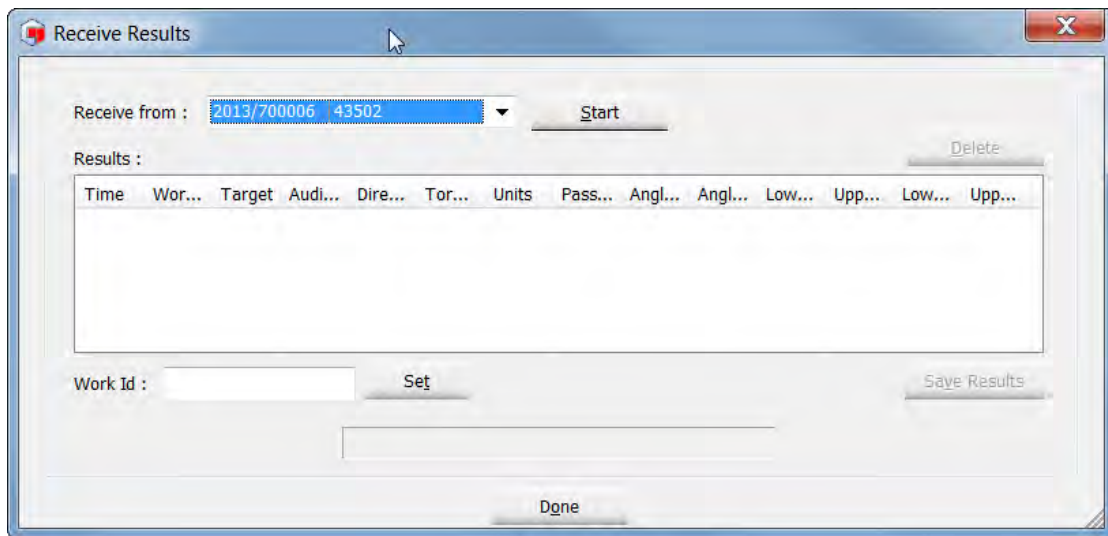 Receive Results
Receive from : 2013/700006 43502 Start
Delete
Results :
Time Wor... Target Audi... Dire... Tor... Units Pass... Angl... Angl... Low... Upp... Low... Upp...
Work Id : Set Save Results
Done